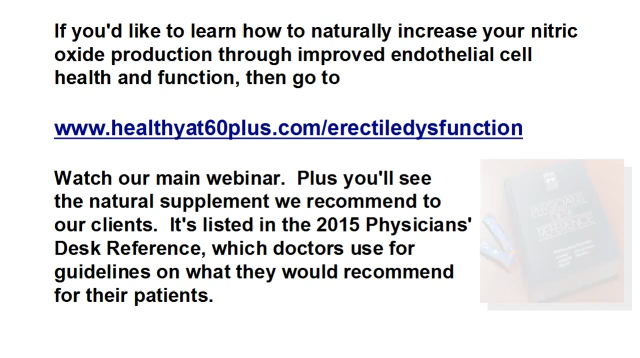 If you'd like to learn how to naturally increase your nitric
oxide production through improved endothelial cell
health and function, then go to
www.healthyat60plus.com/erectiledysfunction
Watch our main webinar.  Plus you'll see
the natural supplement we recommend to
our clients.  It's listed in the 2015 Physicians'
Desk Reference, which doctors use for
guidelines on what they would recommend
for their patients.
PHYSICIANS'
DESK
REFERENCE